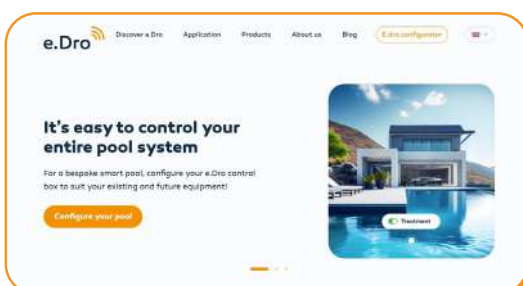 e.Dro
Discover e.Dro Application Products About us Blog E.dro configurator
It's easy to control your
entire pool system
For a bespoke smart pool, configure your e.Dro control
box to suit your existing and future equipment!
Configure your pool
Treatment